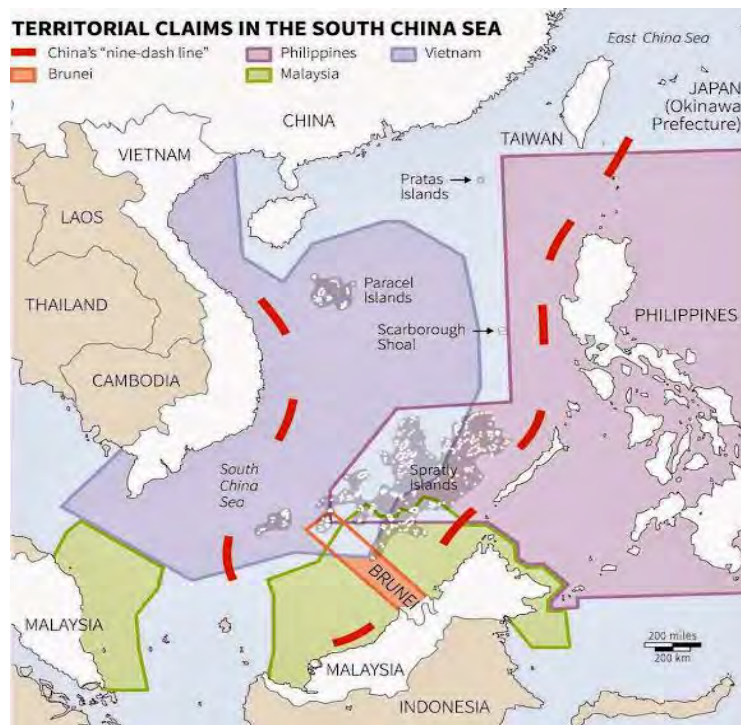 TERRITORIAL CLAIMS IN THE SOUTH CHINA SEA
China's "nine-dash line"
Philippines
Vietnam
Brunei
Malaysia
East China Sea
CHINA
JAPAN
(Okinawa
Prefecture)
TAIWAN
VIETNAM
Pratas
Islands
LAOS
Paracel
Islands
THAILAND
Scarborough
Shoal
PHILIPPINES
CAMBODIA
South
China
Sea
Spratly
Islands
BRUNEI
MALAYSIA
200 miles
200 km
MALAYSIA
INDONESIA